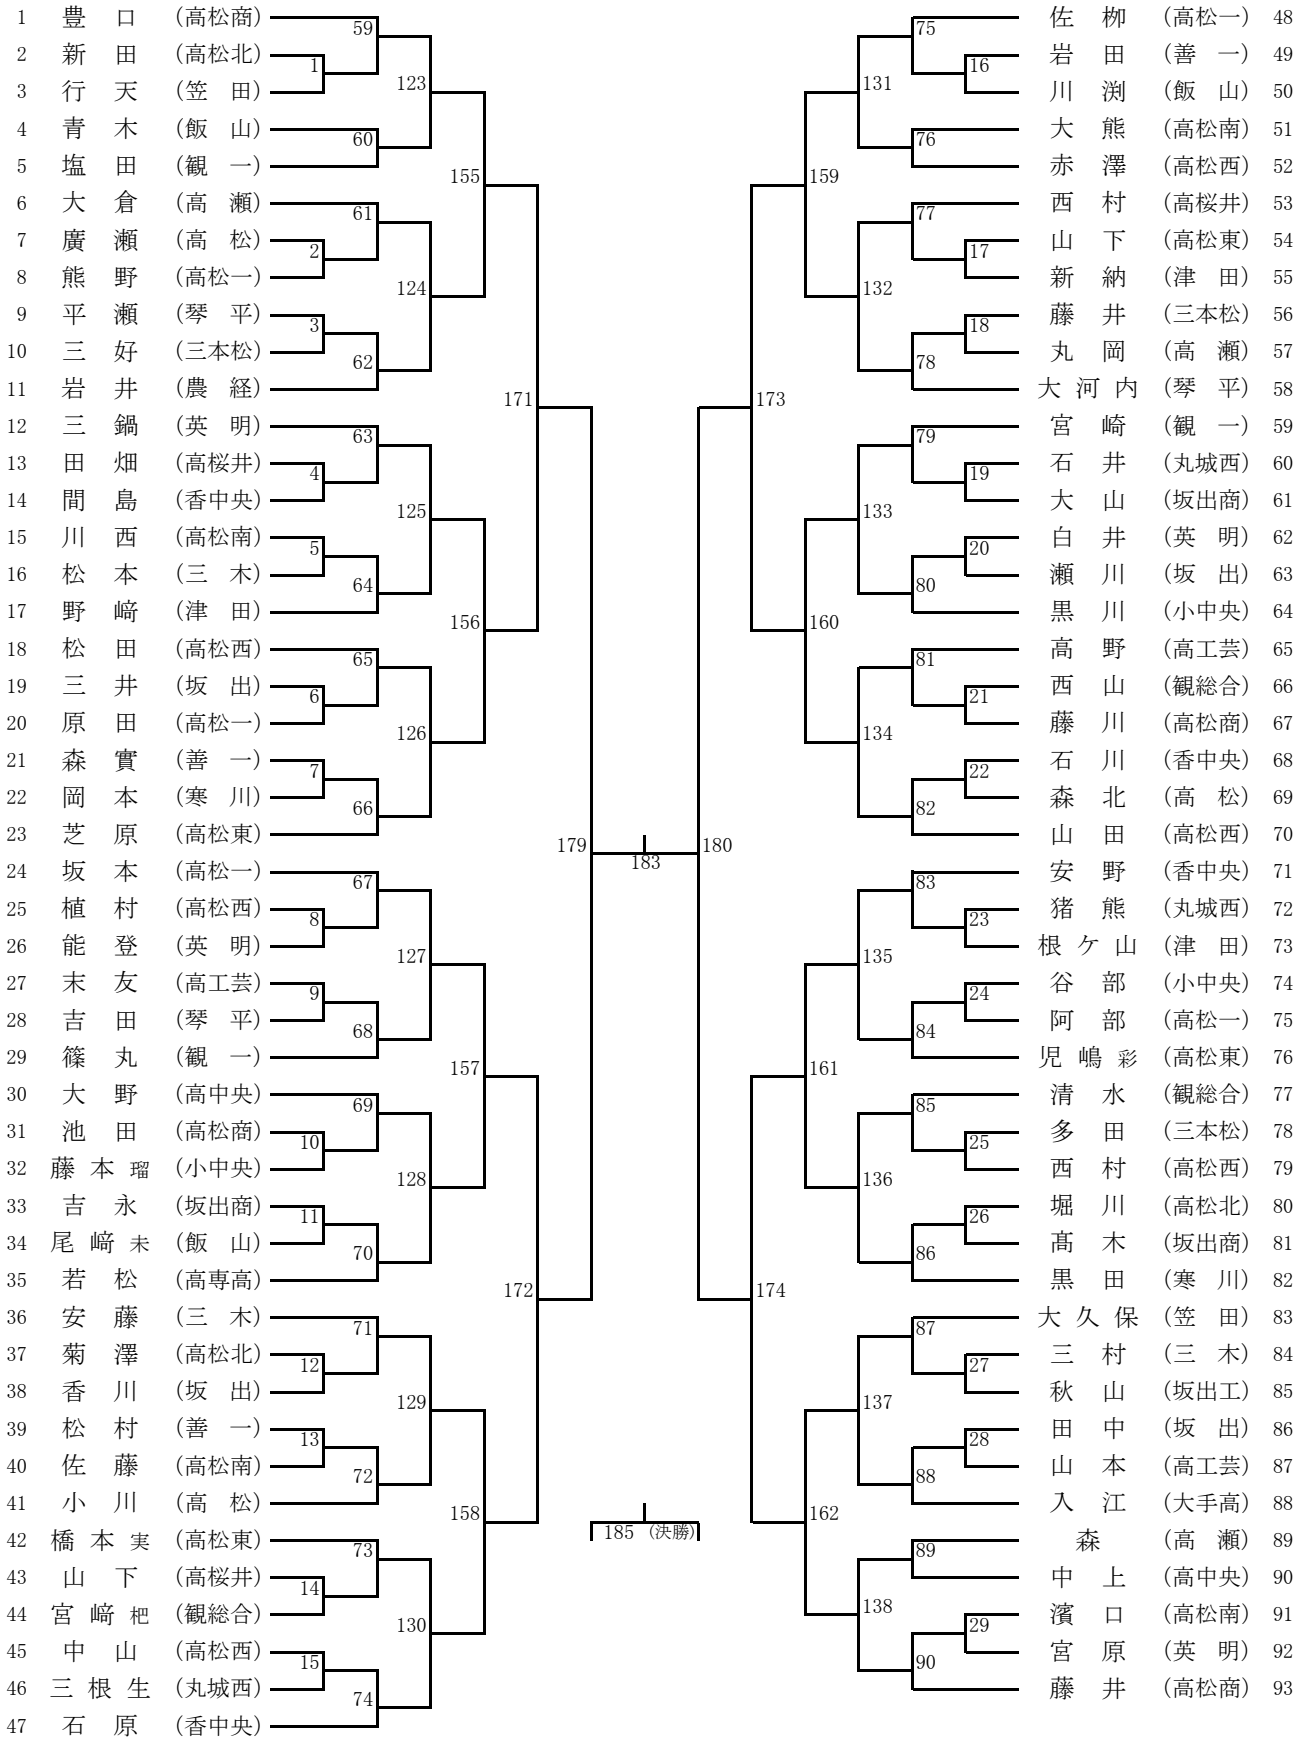 1 豊口 (高松商)
2 新田 (高松北)
3 行天 (笠田)
4 青木 (飯山)
5 塩田 (観一)
6 大倉 (高瀬)
7 廣瀬 (高松)
8 熊野 (高松一)
9 平瀬 (琴平)
10 三好 (三本松)
11 岩井 (農経)
12 三鍋 (英明)
13 田畑 (高桜井)
14 間島 (香中央)
15 川西 (高松南)
16 松本 (三木)
17 野﨑 (津田)
18 松田 (高松西)
19 三井 (坂出)
20 原田 (高松一)
21 森實 (善一)
22 岡本 (寒川)
23 芝原 (高松東)
24 坂本 (高松一)
25 植村 (高松西)
26 能登 (英明)
27 末友 (高工芸)
28 吉田 (琴平)
29 篠丸 (観一)
30 大野 (高中央)
31 池田 (高松商)
32 藤本瑠 (小中央)
33 吉永 (坂出商)
34 尾﨑未 (飯山)
35 若松 (高専高)
36 安藤 (三木)
37 菊澤 (高松北)
38 香川 (坂出)
39 松村 (善一)
40 佐藤 (高松南)
41 小川 (高松)
42 橋本実 (高松東)
43 山下 (高桜井)
44 宮﨑杷 (観総合)
45 中山 (高松西)
46 三根生 (丸城西)
47 石原 (香中央)
59
1
60
61
2
3
62
63
4
5
64
65
6
7
66
67
8
9
68
69
10
11
70
71
12
13
72
73
14
15
74
123
124
125
126
127
128
129
130
155
156
157
158
171
172
179
183
180
185 (決勝)
173
174
159
160
161
162
131
132
133
134
135
136
137
138
75
16
76
77
17
18
78
79
19
20
80
81
21
22
82
83
23
24
84
85
25
26
86
87
27
28
88
89
29
90
佐栁 (高松一) 48
岩田 (善一) 49
川渕 (飯山) 50
大熊 (高松南) 51
赤澤 (高松西) 52
西村 (高桜井) 53
山下 (高松東) 54
新納 (津田) 55
藤井 (三本松) 56
丸岡 (高瀬) 57
大河内 (琴平) 58
宮崎 (観一) 59
石井 (丸城西) 60
大山 (坂出商) 61
白井 (英明) 62
瀬川 (坂出) 63
黒川 (小中央) 64
高野 (高工芸) 65
西山 (観総合) 66
藤川 (高松商) 67
石川 (香中央) 68
森北 (高松) 69
山田 (高松西) 70
安野 (香中央) 71
猪熊 (丸城西) 72
根ケ山 (津田) 73
谷部 (小中央) 74
阿部 (高松一) 75
児嶋彩 (高松東) 76
清水 (観総合) 77
多田 (三本松) 78
西村 (高松西) 79
堀川 (高松北) 80
髙木 (坂出商) 81
黒田 (寒川) 82
大久保 (笠田) 83
三村 (三木) 84
秋山 (坂出工) 85
田中 (坂出) 86
山本 (高工芸) 87
入江 (大手高) 88
森 (高瀬) 89
中上 (高中央) 90
濱口 (高松南) 91
宮原 (英明) 92
藤井 (高松商) 93